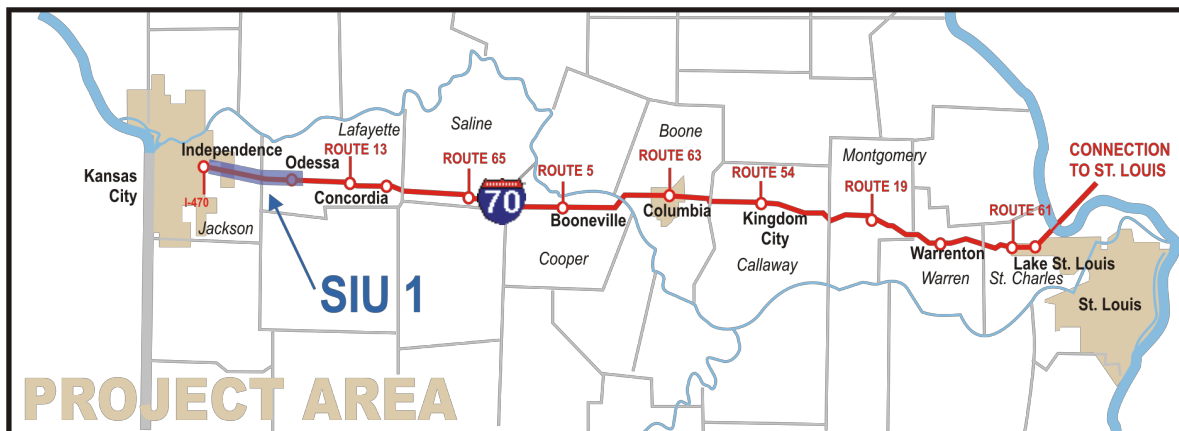 Kansas
City
Independence
I-470
Jackson
Odessa
Lafayette
ROUTE 13
Concordia
SIU 1
Saline
ROUTE 65
70
ROUTE 5
Booneville
Cooper
Boone
ROUTE 63
Columbia
ROUTE 54
Kingdom
City
Callaway
Montgomery
ROUTE 19
Warrenton
Warren
CONNECTION
TO ST. LOUIS
ROUTE 61
Lake St. Louis
St. Charles
St. Louis
PROJECT AREA